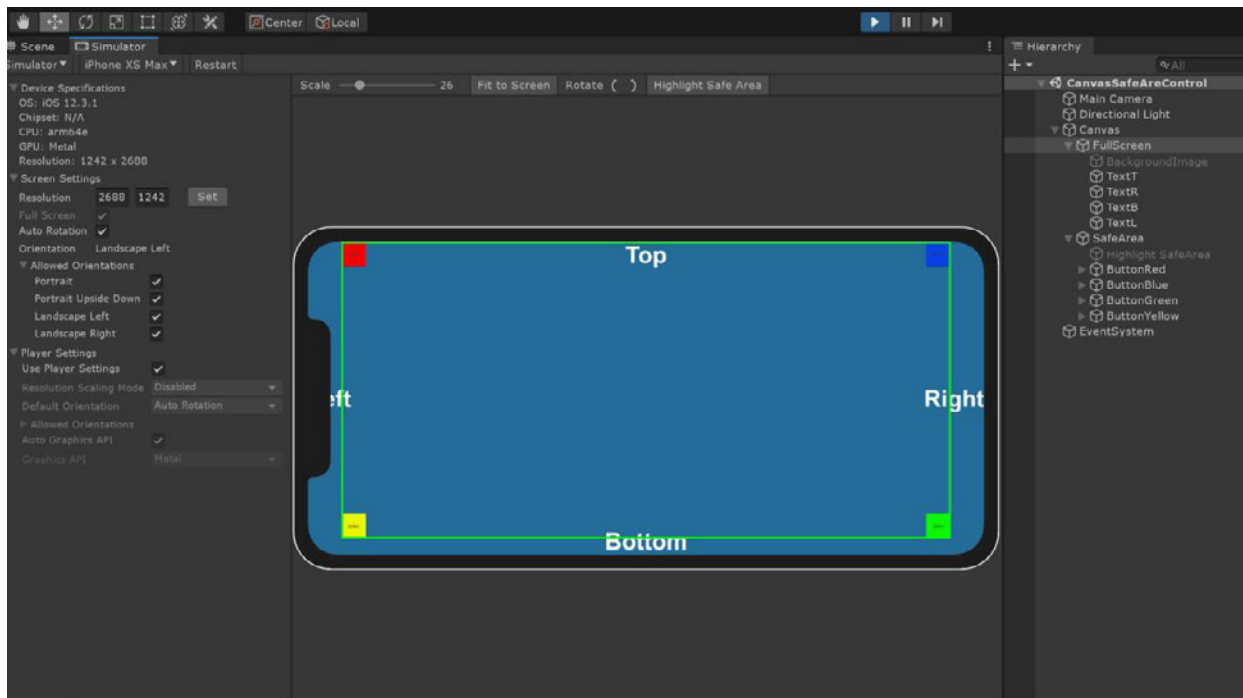 Center Local
Scene Simulator
Simulator iPhone XS Max Restart
Scale 26 Fit to Screen Rotate Highlight Safe Area
Device Specifications
OS: iOS 12.3.1
Chipset: N/A
CPU: arm64e
GPU: Metal
Resolution: 1242 x 2688
Screen Settings
Resolution 2688 1242 Set
Full Screen
Auto Rotation
Orientation Landscape Left
Allowed Orientations
Portrait
Portrait Upside Down
Landscape Left
Landscape Right
Player Settings
Use Player Settings
Resolution Scaling Mode Disabled
Default Orientation Auto Rotation
Allowed Orientations
Auto Graphics API
Graphics API Metal
Top
eft Right
Bottom
Hierarchy
All
CanvasSafeAreControl
Main Camera
Directional Light
Canvas
FullScreen
BackgroundImage
TextT
TextR
TextB
TextL
SafeArea
Highlight SafeArea
ButtonRed
ButtonBlue
ButtonGreen
ButtonYellow
EventSystem